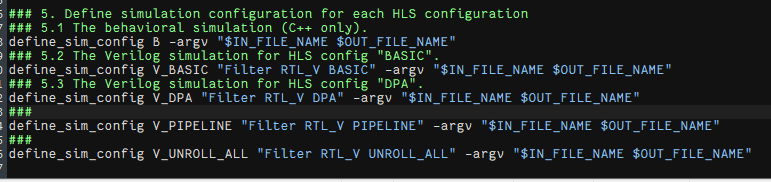 ### 5. Define simulation configuration for each HLS configuration
### 5.1 The behavioral simulation (C++ only).
define_sim_config B -argv "$IN_FILE_NAME $OUT_FILE_NAME"
### 5.2 The Verilog simulation for HLS config "BASIC".
define_sim_config V_BASIC "Filter RTL_V BASIC" -argv "$IN_FILE_NAME $OUT_FILE_NAME"
### 5.3 The Verilog simulation for HLS config "DPA".
define_sim_config V_DPA "Filter RTL_V DPA" -argv "$IN_FILE_NAME $OUT_FILE_NAME"
###
define_sim_config V_PIPELINE "Filter RTL_V PIPELINE" -argv "$IN_FILE_NAME $OUT_FILE_NAME"
###
define_sim_config V_UNROLL_ALL "Filter RTL_V UNROLL_ALL" -argv "$IN_FILE_NAME $OUT_FILE_NAME"